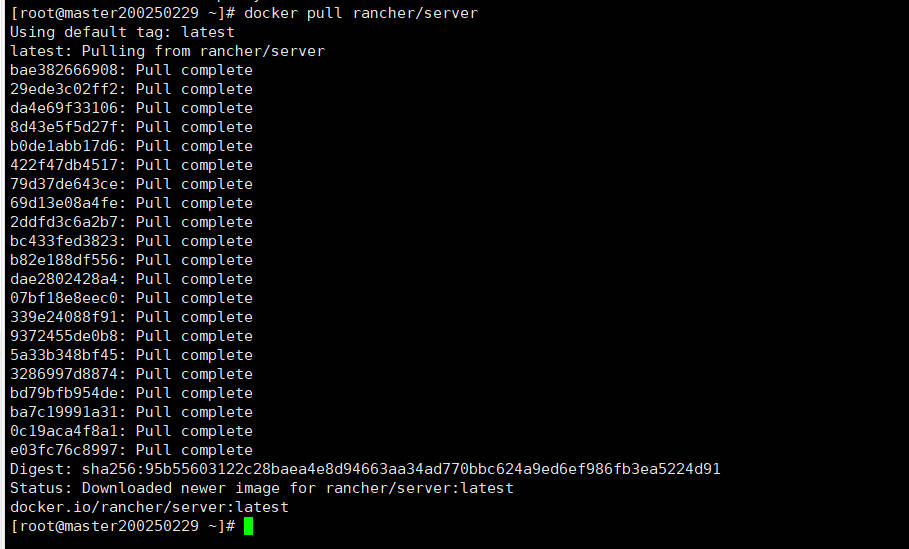 [root@master200250229 ~]# docker pull rancher/server
Using default tag: latest
latest: Pulling from rancher/server
bae382666908: Pull complete
29ede3c02ff2: Pull complete
da4e69f33106: Pull complete
8d43e5f5d27f: Pull complete
b0de1abb17d6: Pull complete
422f47db4517: Pull complete
79d37de643ce: Pull complete
69d13e08a4fe: Pull complete
2ddfd3c6a2b7: Pull complete
bc433fed3823: Pull complete
b82e188df556: Pull complete
dae2802428a4: Pull complete
07bf18e8eec0: Pull complete
339e24088f91: Pull complete
9372455de0b8: Pull complete
5a33b348bf45: Pull complete
3286997d8874: Pull complete
bd79bfb954de: Pull complete
ba7c19991a31: Pull complete
0c19aca4f8a1: Pull complete
e03fc76c8997: Pull complete
Digest: sha256:95b55603122c28baea4e8d94663aa34ad770bbc624a9ed6ef986fb3ea5224d91
Status: Downloaded newer image for rancher/server:latest
docker.io/rancher/server:latest
[root@master200250229 ~]#